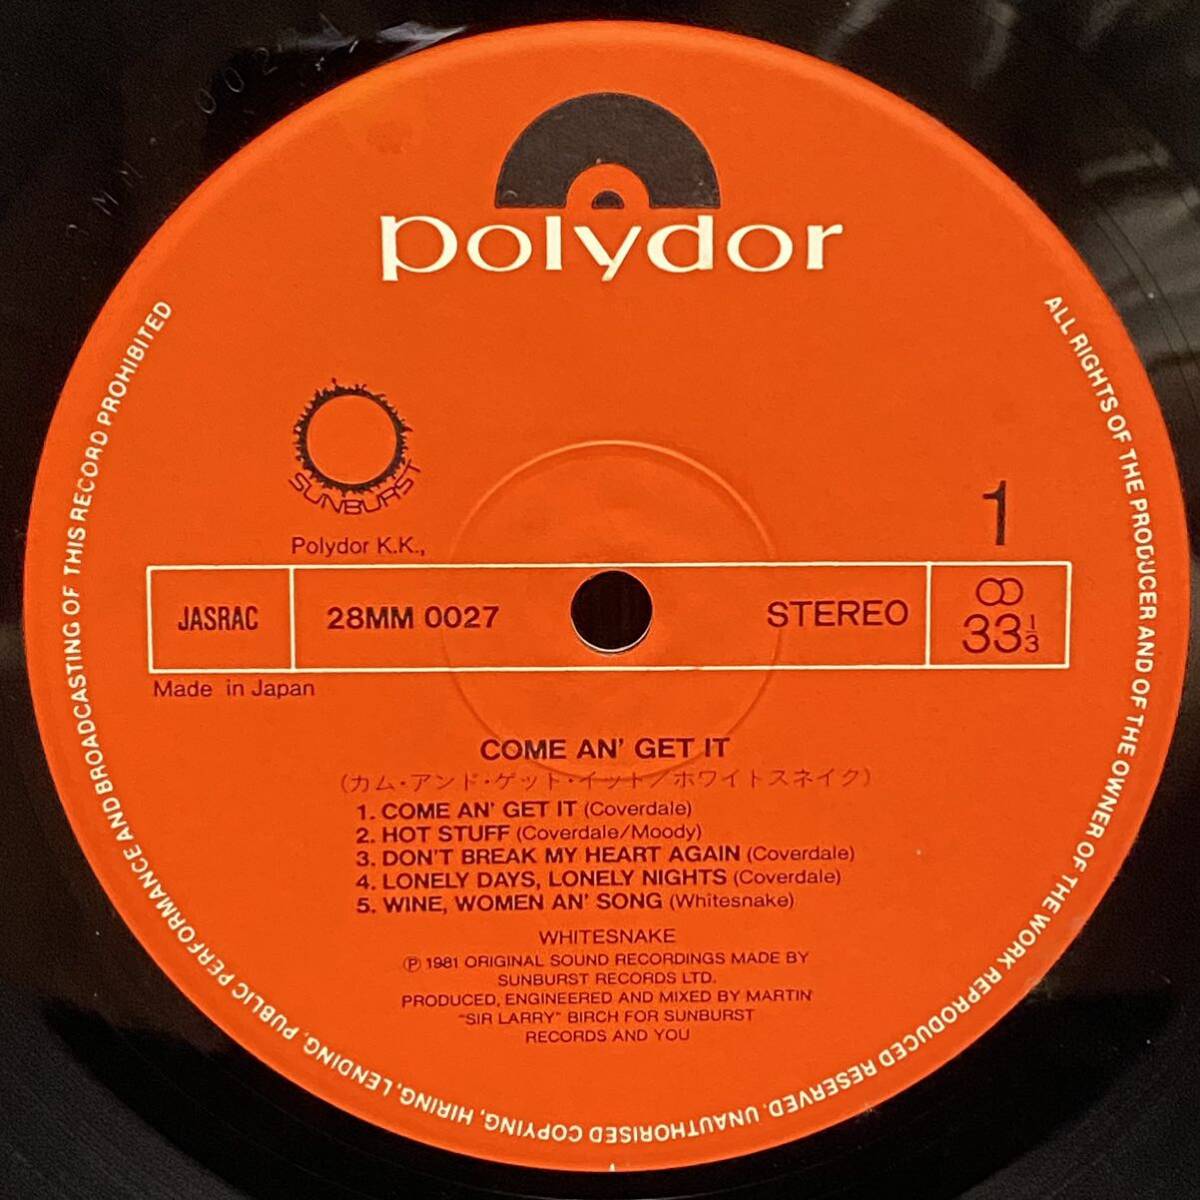 polydor
SUNBURST
Polydor K.K.,
1
JASRAC
28MM 0027
STEREO
33 1/3
Made in Japan
COME AN' GET IT
(カム・アンド・ゲット・イット/ホワイトスネイク)
1. COME AN' GET IT (Coverdale)
2. HOT STUFF (Coverdale/Moody)
3. DON'T BREAK MY HEART AGAIN (Coverdale)
4. LONELY DAYS, LONELY NIGHTS (Coverdale)
5. WINE, WOMEN AN' SONG (Whitesnake)
WHITESNAKE
Ⓟ 1981 ORIGINAL SOUND RECORDINGS MADE BY
SUNBURST RECORDS LTD.
PRODUCED, ENGINEERED AND MIXED BY MARTIN
"SIR LARRY" BIRCH FOR SUNBURST
RECORDS AND YOU
ALL RIGHTS OF THE PRODUCER AND OF THE OWNER OF THE WORK REPRODUCED RESERVED. UNAUTHORISED COPYING, HIRING, LENDING, PUBLIC PERFORMANCE AND BROADCASTING OF THIS RECORD PROHIBITED